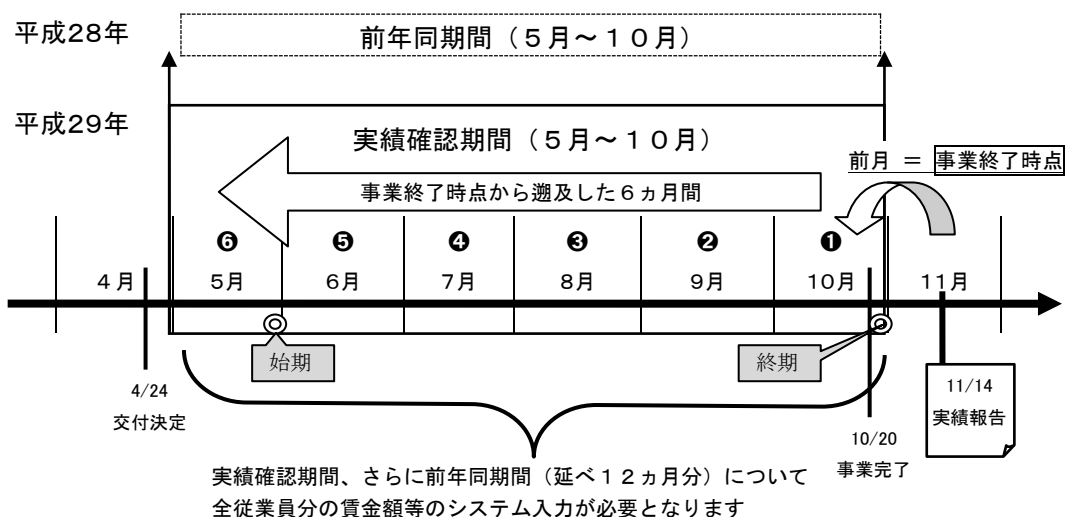 平成28年
前年同期間（５月～１０月）
平成29年
実績確認期間（５月～１０月）
前月 ＝ 事業終了時点
事業終了時点から遡及した６ヵ月間
❻ ❺ ❹ ❸ ❷ ❶
４月 ５月 ６月 ７月 ８月 ９月 10月 11月
始期 終期
4/24
交付決定
11/14
実績報告
10/20
事業完了
実績確認期間、さらに前年同期間（延べ１２ヵ月分）について
全従業員分の賃金額等のシステム入力が必要となります